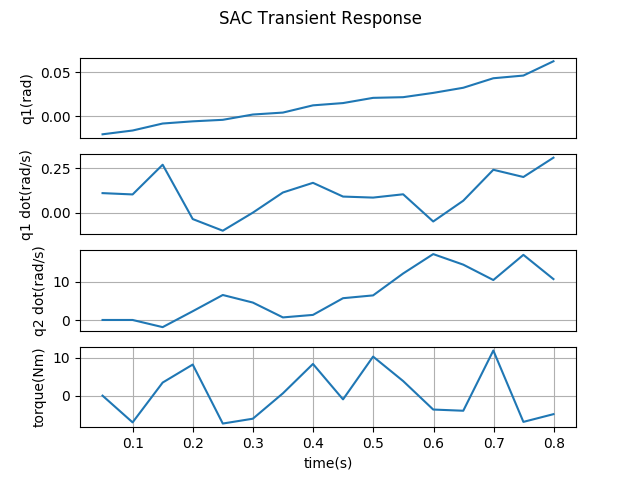 SAC Transient Response
q1(rad)
0.05
0.00
q1 dot(rad/s)
0.25
0.00
q2 dot(rad/s)
10
0
torque(Nm)
10
0
0.1 0.2 0.3 0.4 0.5 0.6 0.7 0.8
time(s)